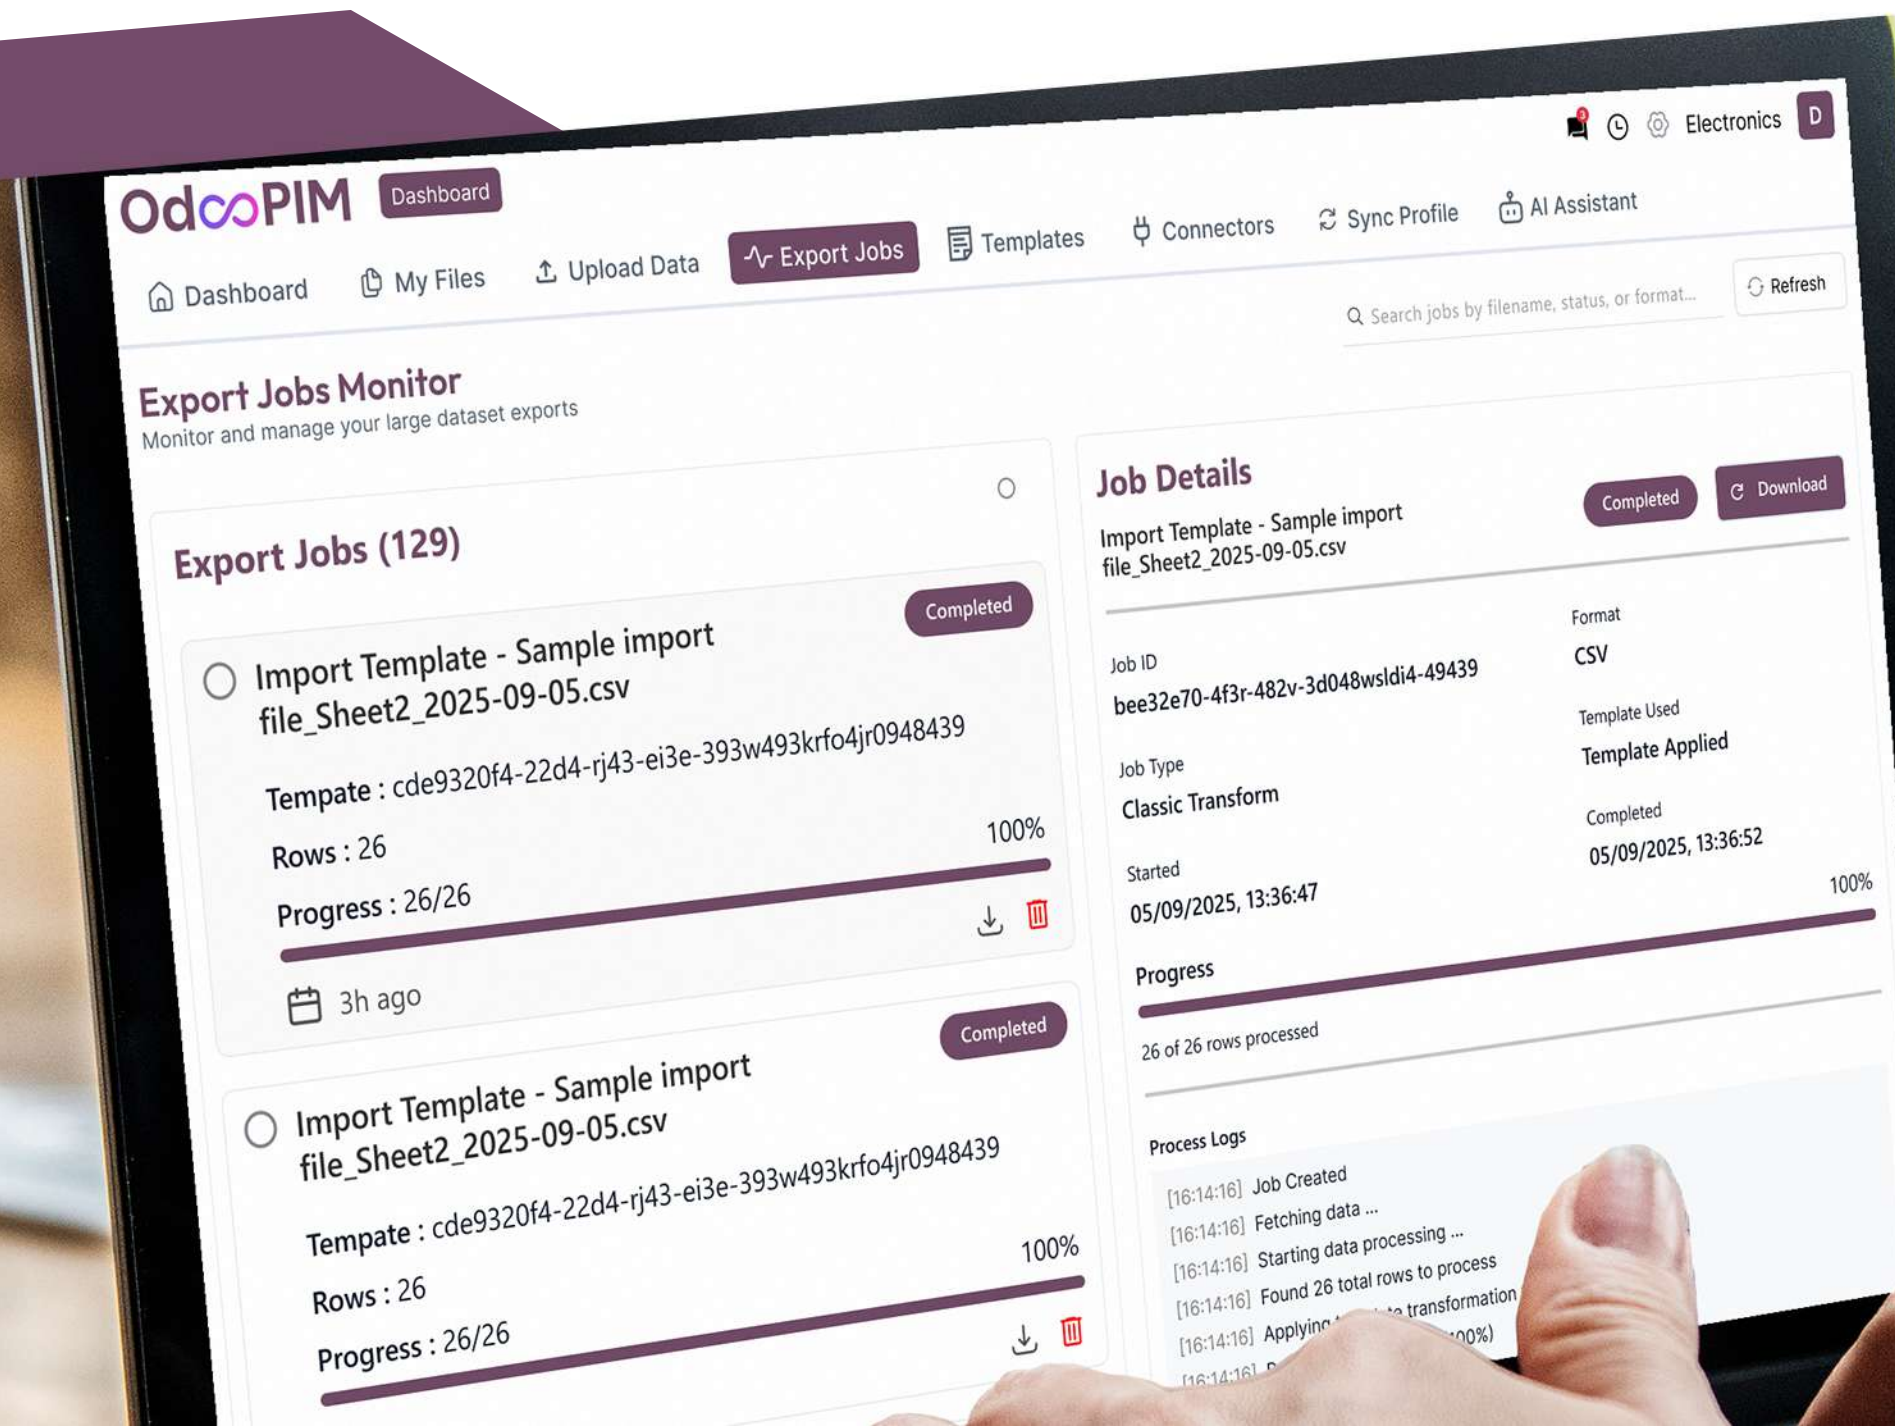 OdooPIM
Dashboard
3
Electronics
D
Dashboard
My Files
Upload Data
Export Jobs
Templates
Connectors
Sync Profile
AI Assistant
Search jobs by filename, status, or format...
Refresh
Export Jobs Monitor
Monitor and manage your large dataset exports
Export Jobs (129)
Import Template - Sample import
file_Sheet2_2025-09-05.csv
Completed
Tempate : cde9320f4-22d4-rj43-ei3e-393w493krfo4jr0948439
Rows : 26
100%
Progress : 26/26
3h ago
Import Template - Sample import
file_Sheet2_2025-09-05.csv
Completed
Tempate : cde9320f4-22d4-rj43-ei3e-393w493krfo4jr0948439
Rows : 26
100%
Progress : 26/26
Job Details
Import Template - Sample import
file_Sheet2_2025-09-05.csv
Completed
Download
Job ID
bee32e70-4f3r-482v-3d048wsldi4-49439
Format
CSV
Job Type
Classic Transform
Template Used
Template Applied
Started
05/09/2025, 13:36:47
Completed
05/09/2025, 13:36:52
100%
Progress
26 of 26 rows processed
Process Logs
[16:14:16] Job Created
[16:14:16] Fetching data ...
[16:14:16] Starting data processing ...
[16:14:16] Found 26 total rows to process
[16:14:16] Applying transformation
[16:14:16] 00%)